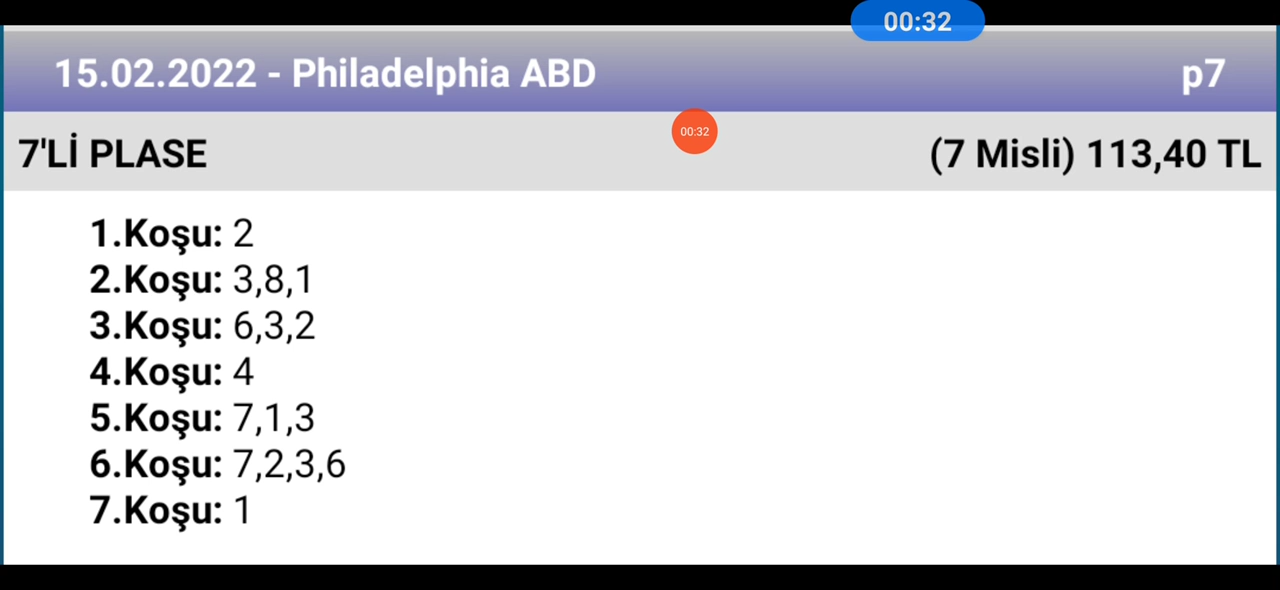 00:32
15.02.2022 - Philadelphia ABD p7
00:32
7'Lİ PLASE (7 Misli) 113,40 TL
1.Koşu: 2
2.Koşu: 3,8,1
3.Koşu: 6,3,2
4.Koşu: 4
5.Koşu: 7,1,3
6.Koşu: 7,2,3,6
7.Koşu: 1